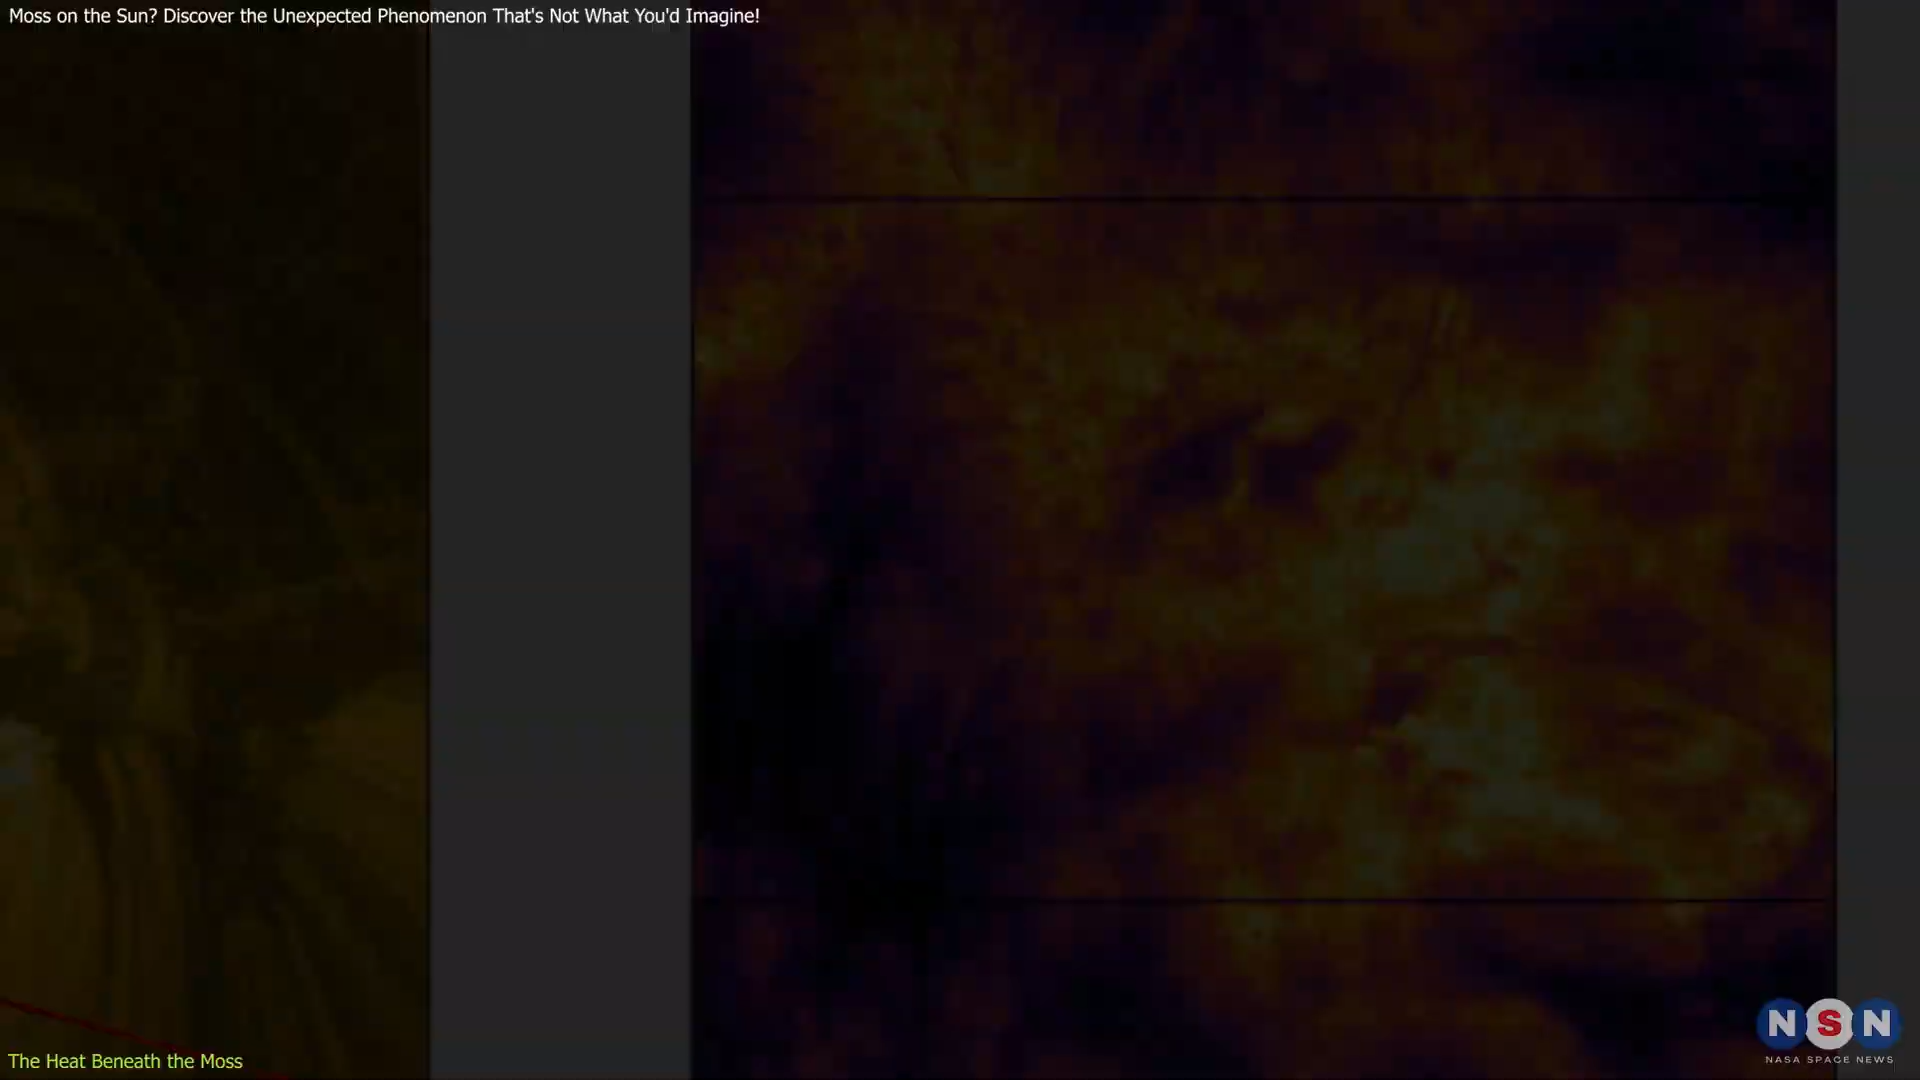 Moss on the Sun? Discover the Unexpected Phenomenon That's Not What You'd Imagine!
The Heat Beneath the Moss
NSN
NASA SPACE NEWS